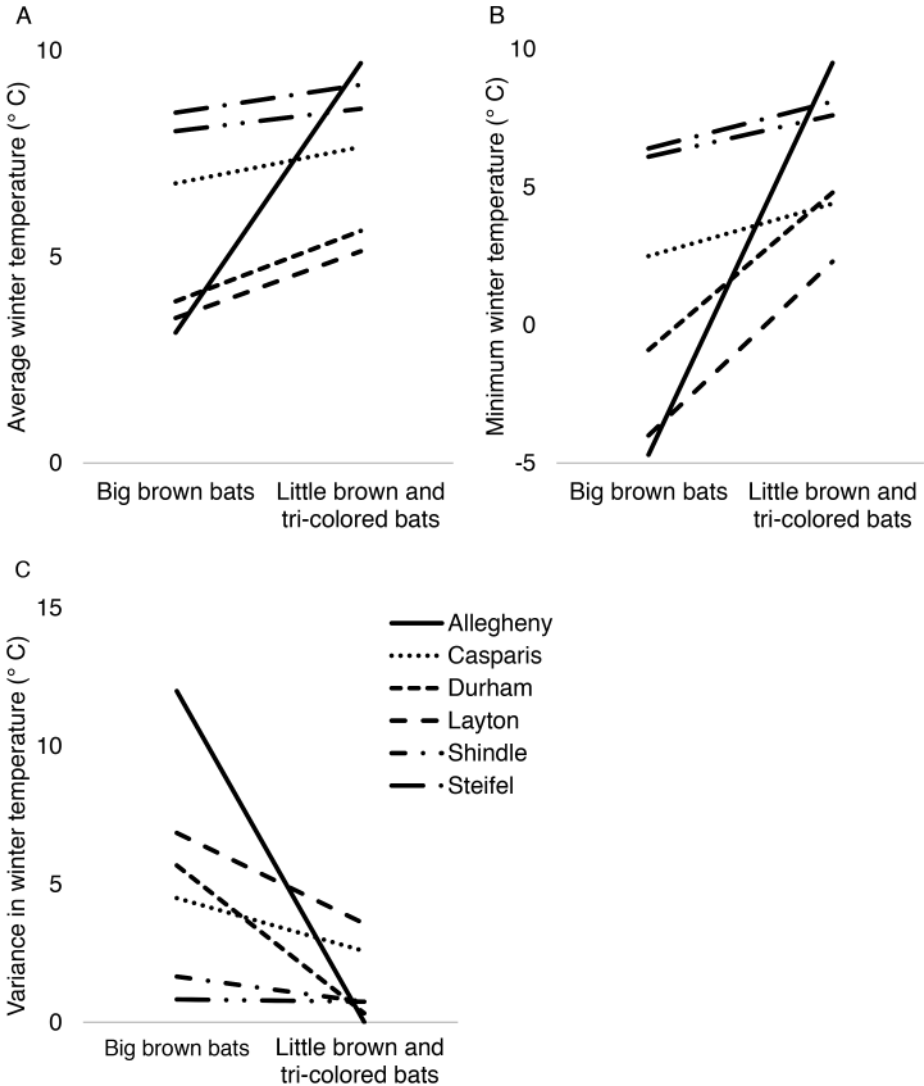 A
Average winter temperature (° C)
10
5
0
Big brown bats
Little brown and
tri-colored bats
B
Minimum winter temperature (° C)
10
5
0
-5
Big brown bats
Little brown and
tri-colored bats
C
Variance in winter temperature (° C)
15
10
5
0
Big brown bats
Little brown and
tri-colored bats
Allegheny
Casparis
Durham
Layton
Shindle
Steifel